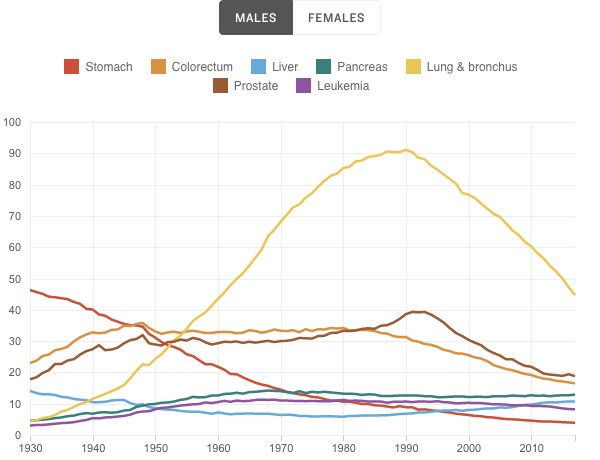 MALES FEMALES
Stomach Colorectum Liver Pancreas Lung & bronchus
Prostate Leukemia
100
90
80
70
60
50
40
30
20
10
0
1930 1940 1950 1960 1970 1980 1990 2000 2010